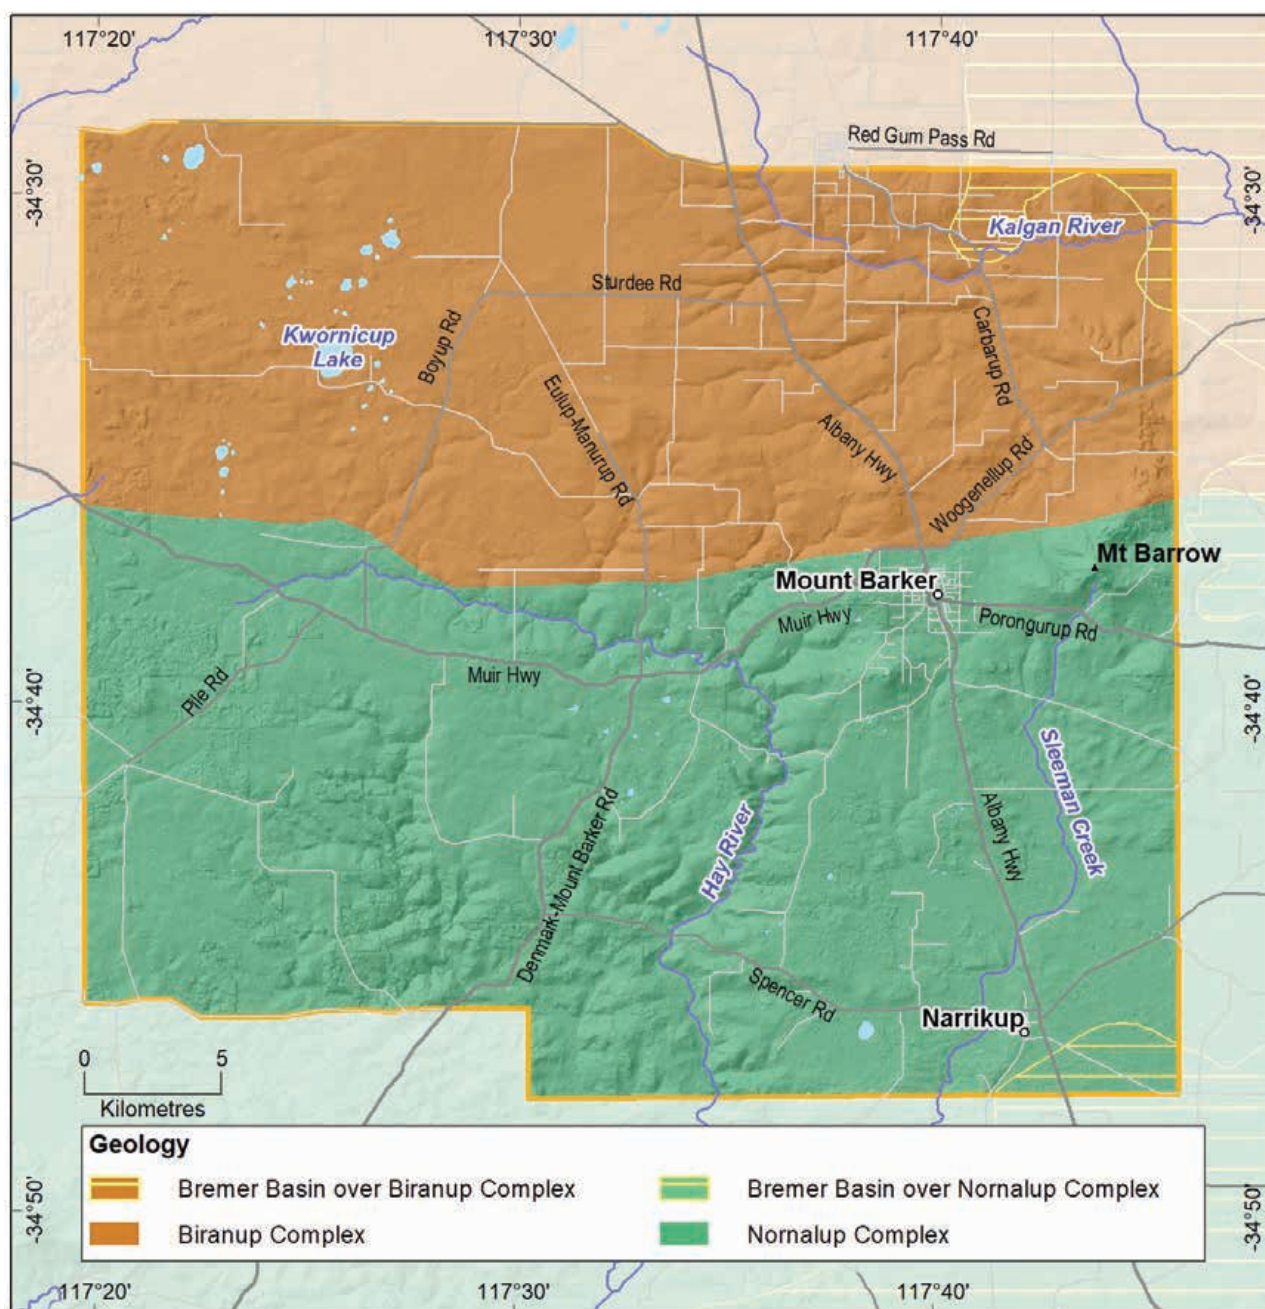 117°20'
117°30'
117°40'
Red Gum Pass Rd
-34°30'
-34°30'
Kalgan River
Sturdee Rd
Kwornicup
Lake
Boyup Rd
Carbarup Rd
Eulup-Manurup Rd
Albany Hwy
Woogenellup Rd
Mt Barrow
Mount Barker
Muir Hwy
Porongurup Rd
Muir Hwy
Pile Rd
-34°40'
-34°40'
Sleeman Creek
Denmark-Mount Barker Rd
Hay River
Albany Hwy
Spencer Rd
Narrikup
0 5
Kilometres
Geology
Bremer Basin over Biranup Complex
Bremer Basin over Nornalup Complex
Biranup Complex
Nornalup Complex
-34°50'
-34°50'
117°20'
117°30'
117°40'